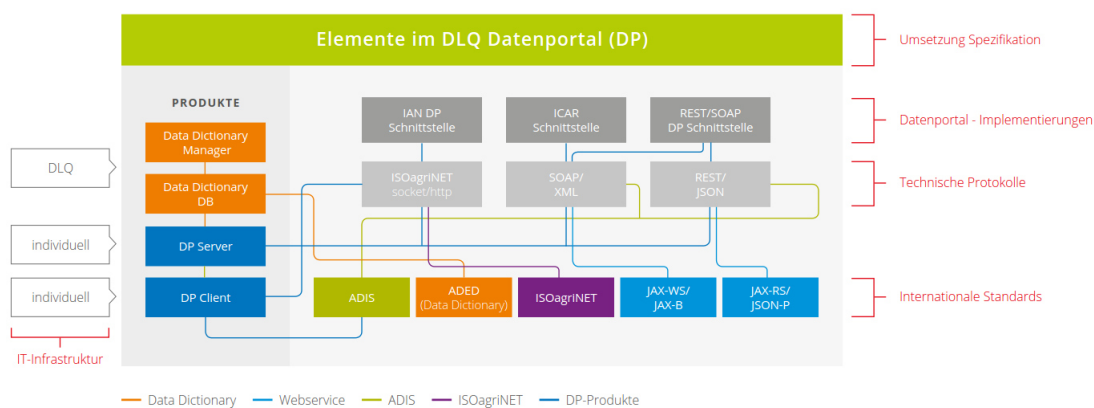 Elemente im DLQ Datenportal (DP)
Umsetzung Spezifikation
PRODUKTE
IAN DP
Schnittstelle
ICAR
Schnittstelle
REST/SOAP
DP Schnittstelle
Datenportal - Implementierungen
Data Dictionary
Manager
DLQ
Data Dictionary
DB
ISOagriNET
socket/http
SOAP/
XML
REST/
JSON
Technische Protokolle
individuell
DP Server
individuell
DP Client
ADIS
ADED
(Data Dictionary)
ISOagriNET
JAX-WS/
JAX-B
JAX-RS/
JSON-P
Internationale Standards
IT-Infrastruktur
Data Dictionary
Webservice
ADIS
ISOagriNET
DP-Produkte